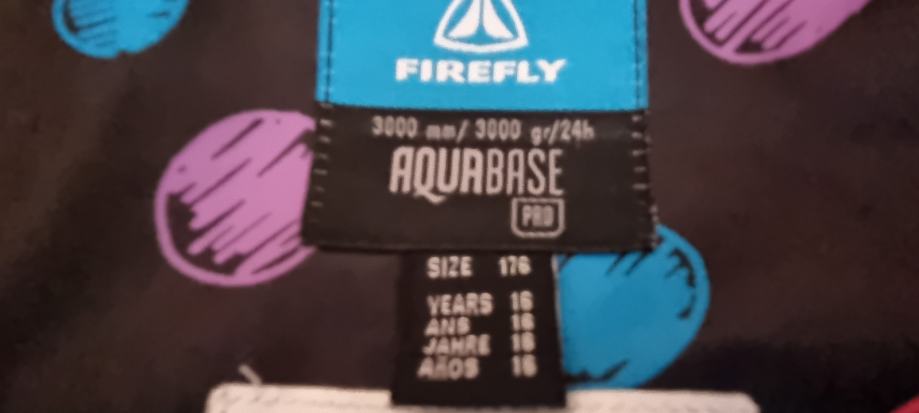 FIREFLY
3000 mm/ 3000 gr/24h
AQUABASE
PRO
SIZE 176
YEARS 16
ANS 16
JAHRE 16
AÑOS 16